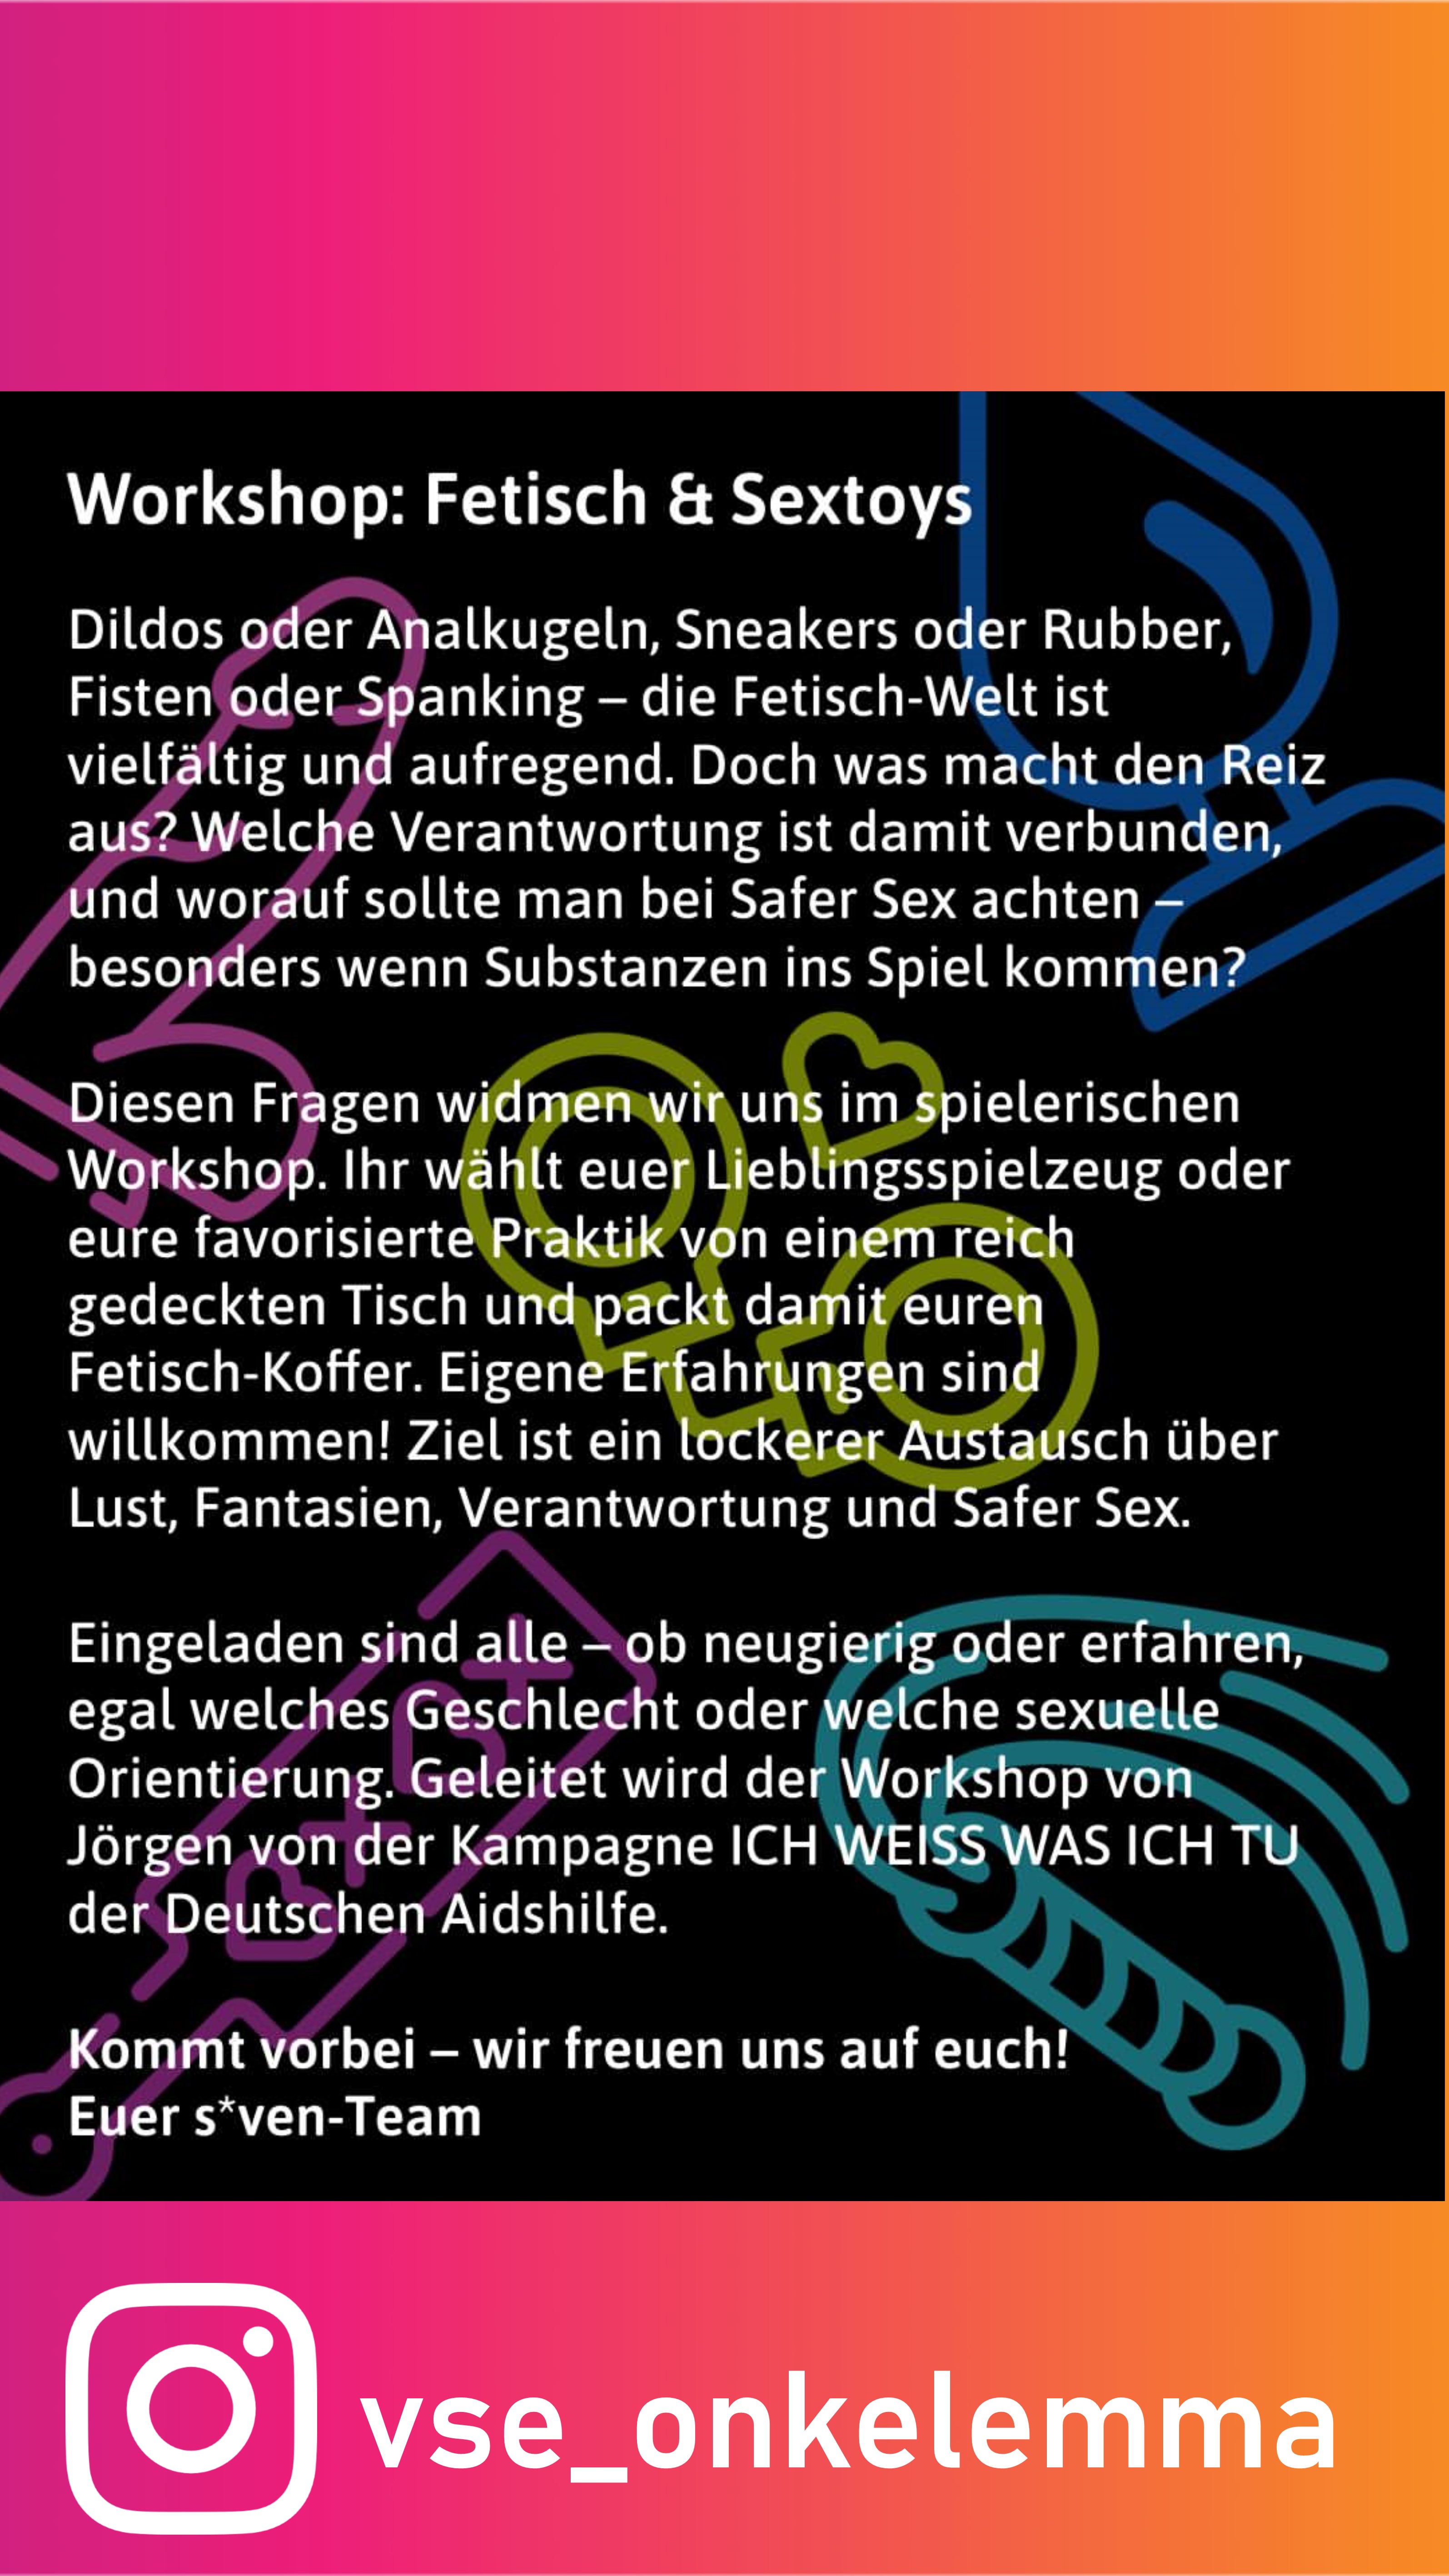 Workshop: Fetisch & Sextoys
Dildos oder Analkugeln, Sneakers oder Rubber,
Fisten oder Spanking – die Fetisch-Welt ist
vielfältig und aufregend. Doch was macht den Reiz
aus? Welche Verantwortung ist damit verbunden,
und worauf sollte man bei Safer Sex achten –
besonders wenn Substanzen ins Spiel kommen?
Diesen Fragen widmen wir uns im spielerischen
Workshop. Ihr wählt euer Lieblingsspielzeug oder
eure favorisierte Praktik von einem reich
gedeckten Tisch und packt damit euren
Fetisch-Koffer. Eigene Erfahrungen sind
willkommen! Ziel ist ein lockerer Austausch über
Lust, Fantasien, Verantwortung und Safer Sex.
Eingeladen sind alle – ob neugierig oder erfahren,
egal welches Geschlecht oder welche sexuelle
Orientierung. Geleitet wird der Workshop von
Jörgen von der Kampagne ICH WEISS WAS ICH TU
der Deutschen Aidshilfe.
Kommt vorbei – wir freuen uns auf euch!
Euer s*ven-Team
vse_onkelemma